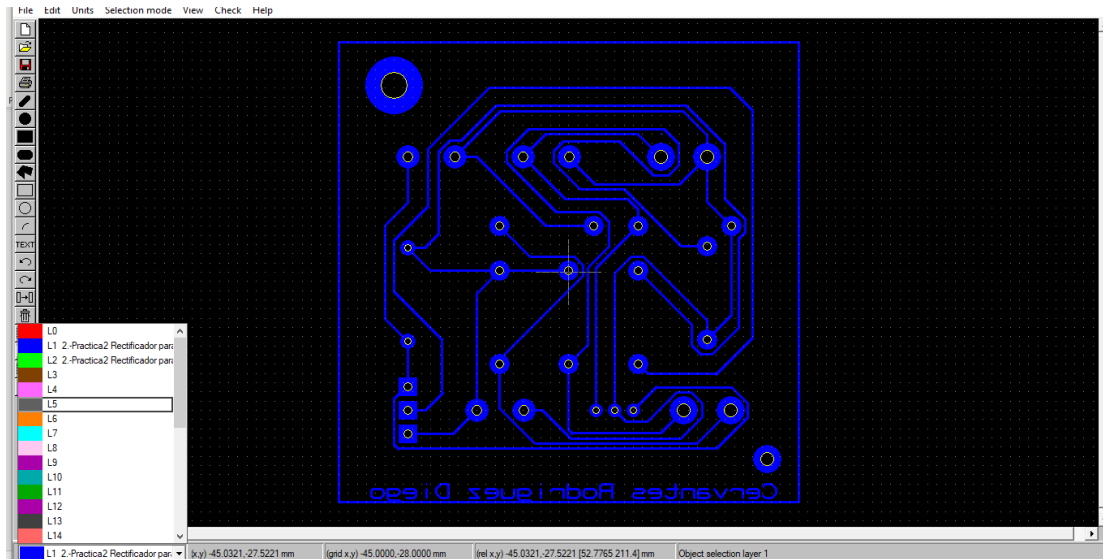 File Edit Units Selection mode View Check Help
TEXT
Cervantes Rodriguez Diego
L0
L1 2.-Practica2 Rectificador para
L2 2.-Practica2 Rectificador para
L3
L4
L5
L6
L7
L8
L9
L10
L11
L12
L13
L14
L1 2.-Practica2 Rectificador par
(x,y) -45.0321,-27.5221 mm
(grid x,y) -45.0000,-28.0000 mm
(rel x,y) -45.0321,-27.5221 [52.7765 211.4] mm
Object selection layer 1